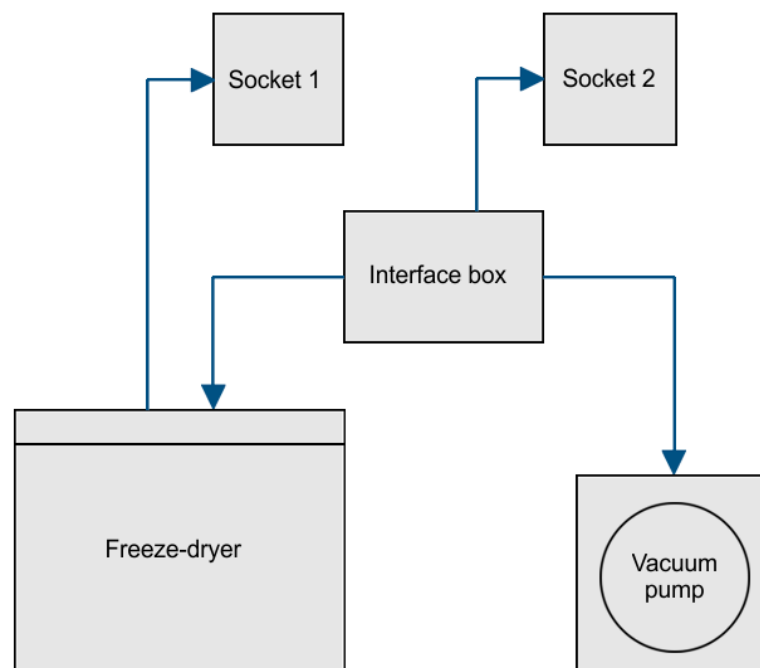 Socket 1
Socket 2
Interface box
Freeze-dryer
Vacuum
pump